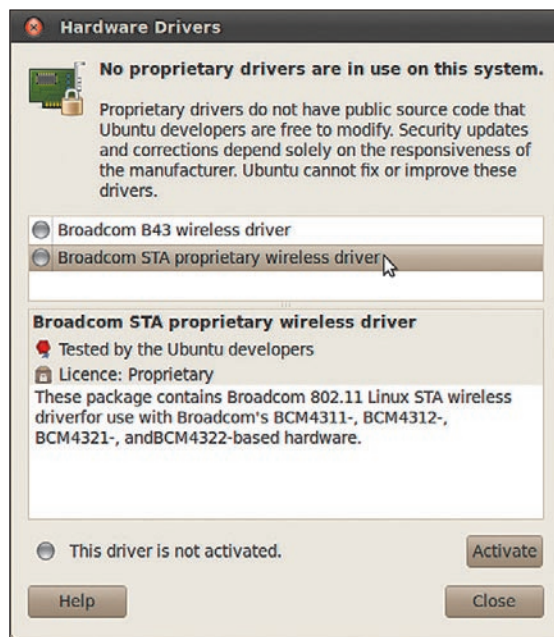 Hardware Drivers
No proprietary drivers are in use on this system.
Proprietary drivers do not have public source code that
Ubuntu developers are free to modify. Security updates
and corrections depend solely on the responsiveness of
the manufacturer. Ubuntu cannot fix or improve these
drivers.
Broadcom B43 wireless driver
Broadcom STA proprietary wireless driver
Broadcom STA proprietary wireless driver
Tested by the Ubuntu developers
Licence: Proprietary
These package contains Broadcom 802.11 Linux STA wireless
driverfor use with Broadcom's BCM4311-, BCM4312-,
BCM4321-, andBCM4322-based hardware.
This driver is not activated.
Activate
Help
Close